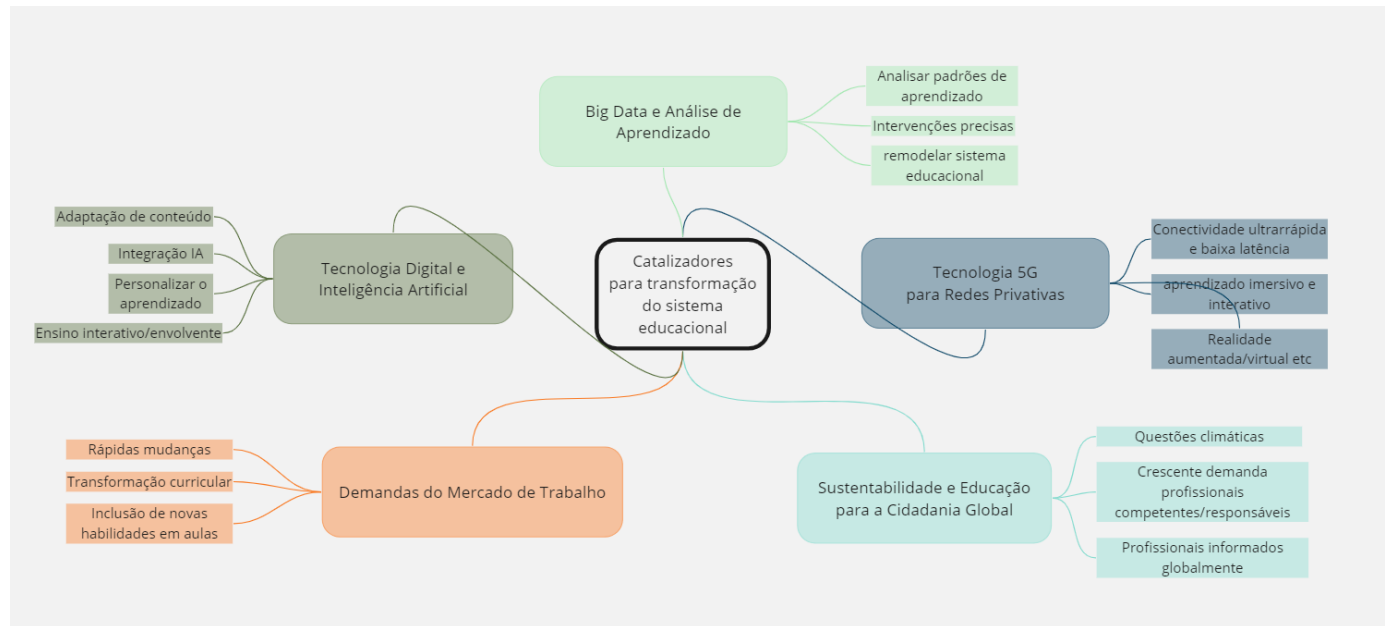 Big Data e Análise de
Aprendizado
Analisar padrões de
aprendizado
Intervenções precisas
remodelar sistema
educacional
Adaptação de conteúdo
Integração IA
Personalizar o
aprendizado
Ensino interativo/envolvente
Tecnologia Digital e
Inteligência Artificial
Catalizadores
para transformação
do sistema
educacional
Tecnologia 5G
para Redes Privativas
Conectividade ultrarrápida
e baixa latência
aprendizado imersivo e
interativo
Realidade
aumentada/virtual etc
Rápidas mudanças
Transformação curricular
Inclusão de novas
habilidades em aulas
Demandas do Mercado de Trabalho
Sustentabilidade e Educação
para a Cidadania Global
Questões climáticas
Crescente demanda
profissionais
competentes/responsáveis
Profissionais informados
globalmente